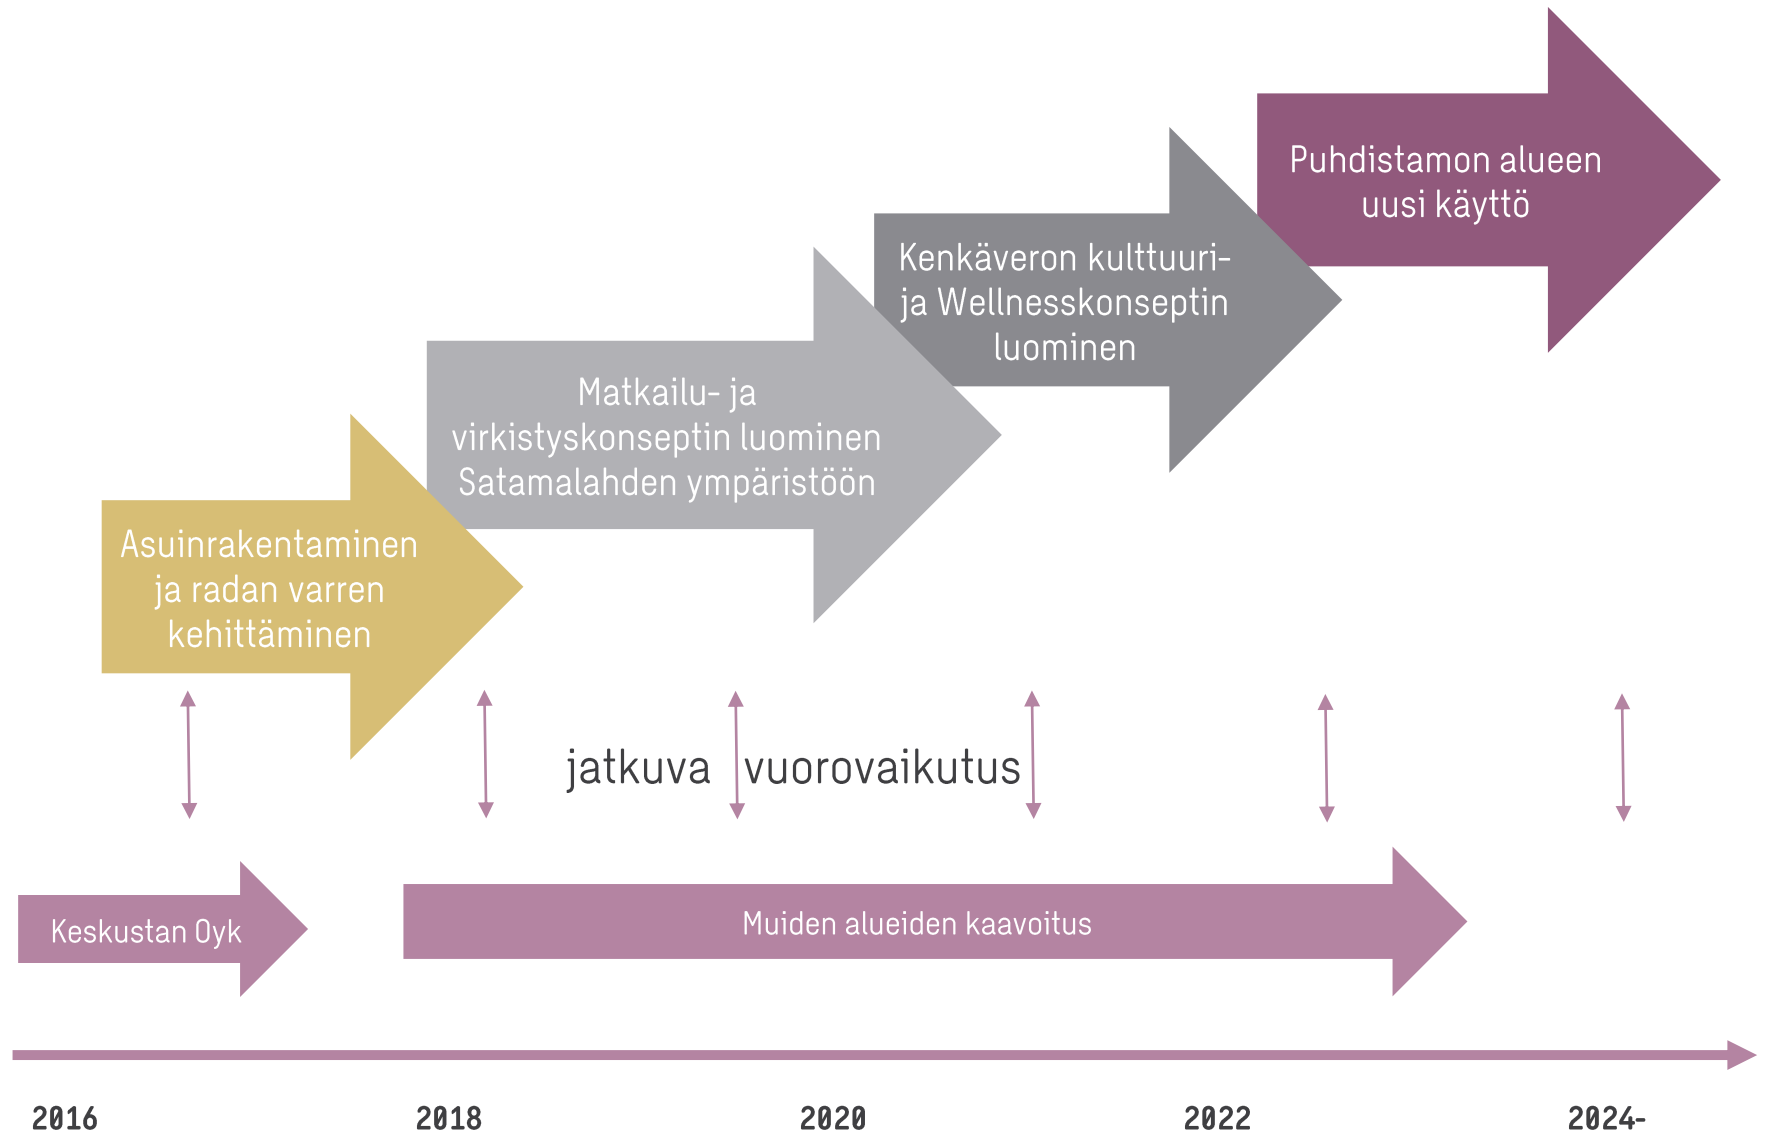 Puhdistamon alueen
uusi käyttö
Kenkäveron kulttuuri-
ja Wellnesskonseptin
luominen
Matkailu- ja
virkistyskonseptin luominen
Satamalahden ympäristöön
Asuinrakentaminen
ja radan varren
kehittäminen
jatkuva vuorovaikutus
Keskustan Oyk
Muiden alueiden kaavoitus
2016 2018 2020 2022 2024-